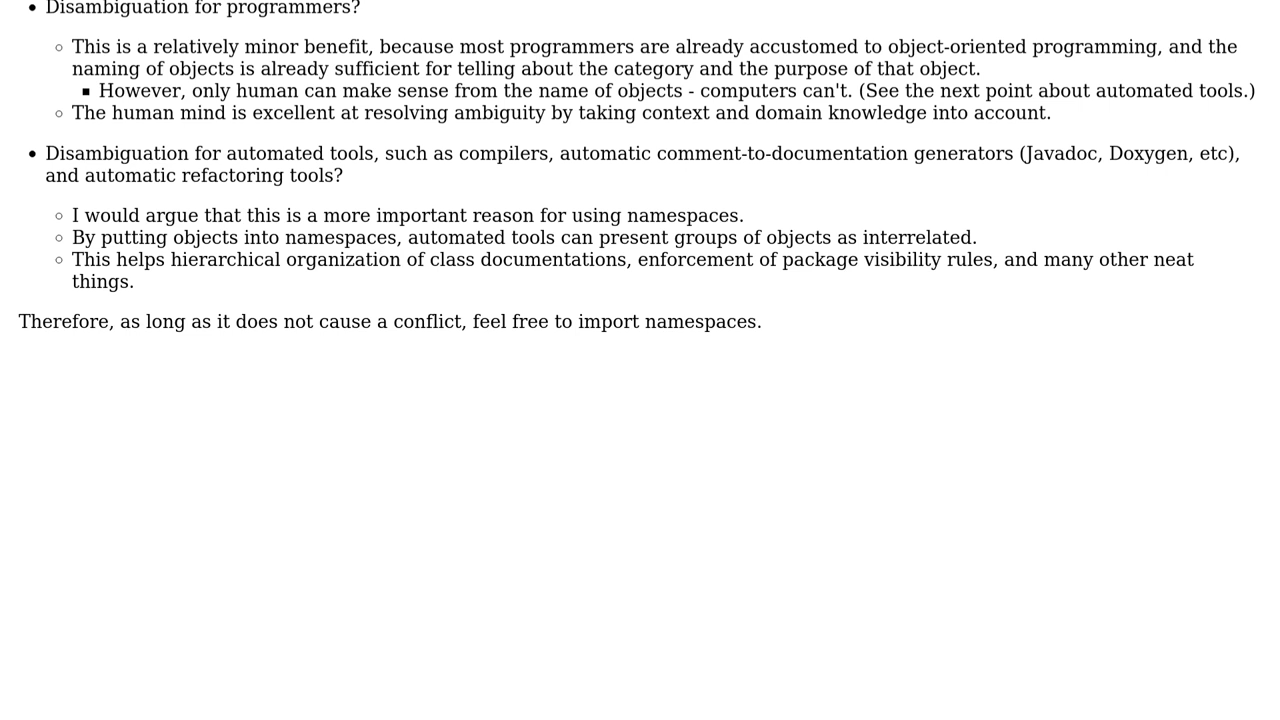 Disambiguation for programmers?
This is a relatively minor benefit, because most programmers are already accustomed to object-oriented programming, and the
naming of objects is already sufficient for telling about the category and the purpose of that object.
However, only human can make sense from the name of objects - computers can't. (See the next point about automated tools.)
The human mind is excellent at resolving ambiguity by taking context and domain knowledge into account.
Disambiguation for automated tools, such as compilers, automatic comment-to-documentation generators (Javadoc, Doxygen, etc),
and automatic refactoring tools?
I would argue that this is a more important reason for using namespaces.
By putting objects into namespaces, automated tools can present groups of objects as interrelated.
This helps hierarchical organization of class documentations, enforcement of package visibility rules, and many other neat
things.
Therefore, as long as it does not cause a conflict, feel free to import namespaces.